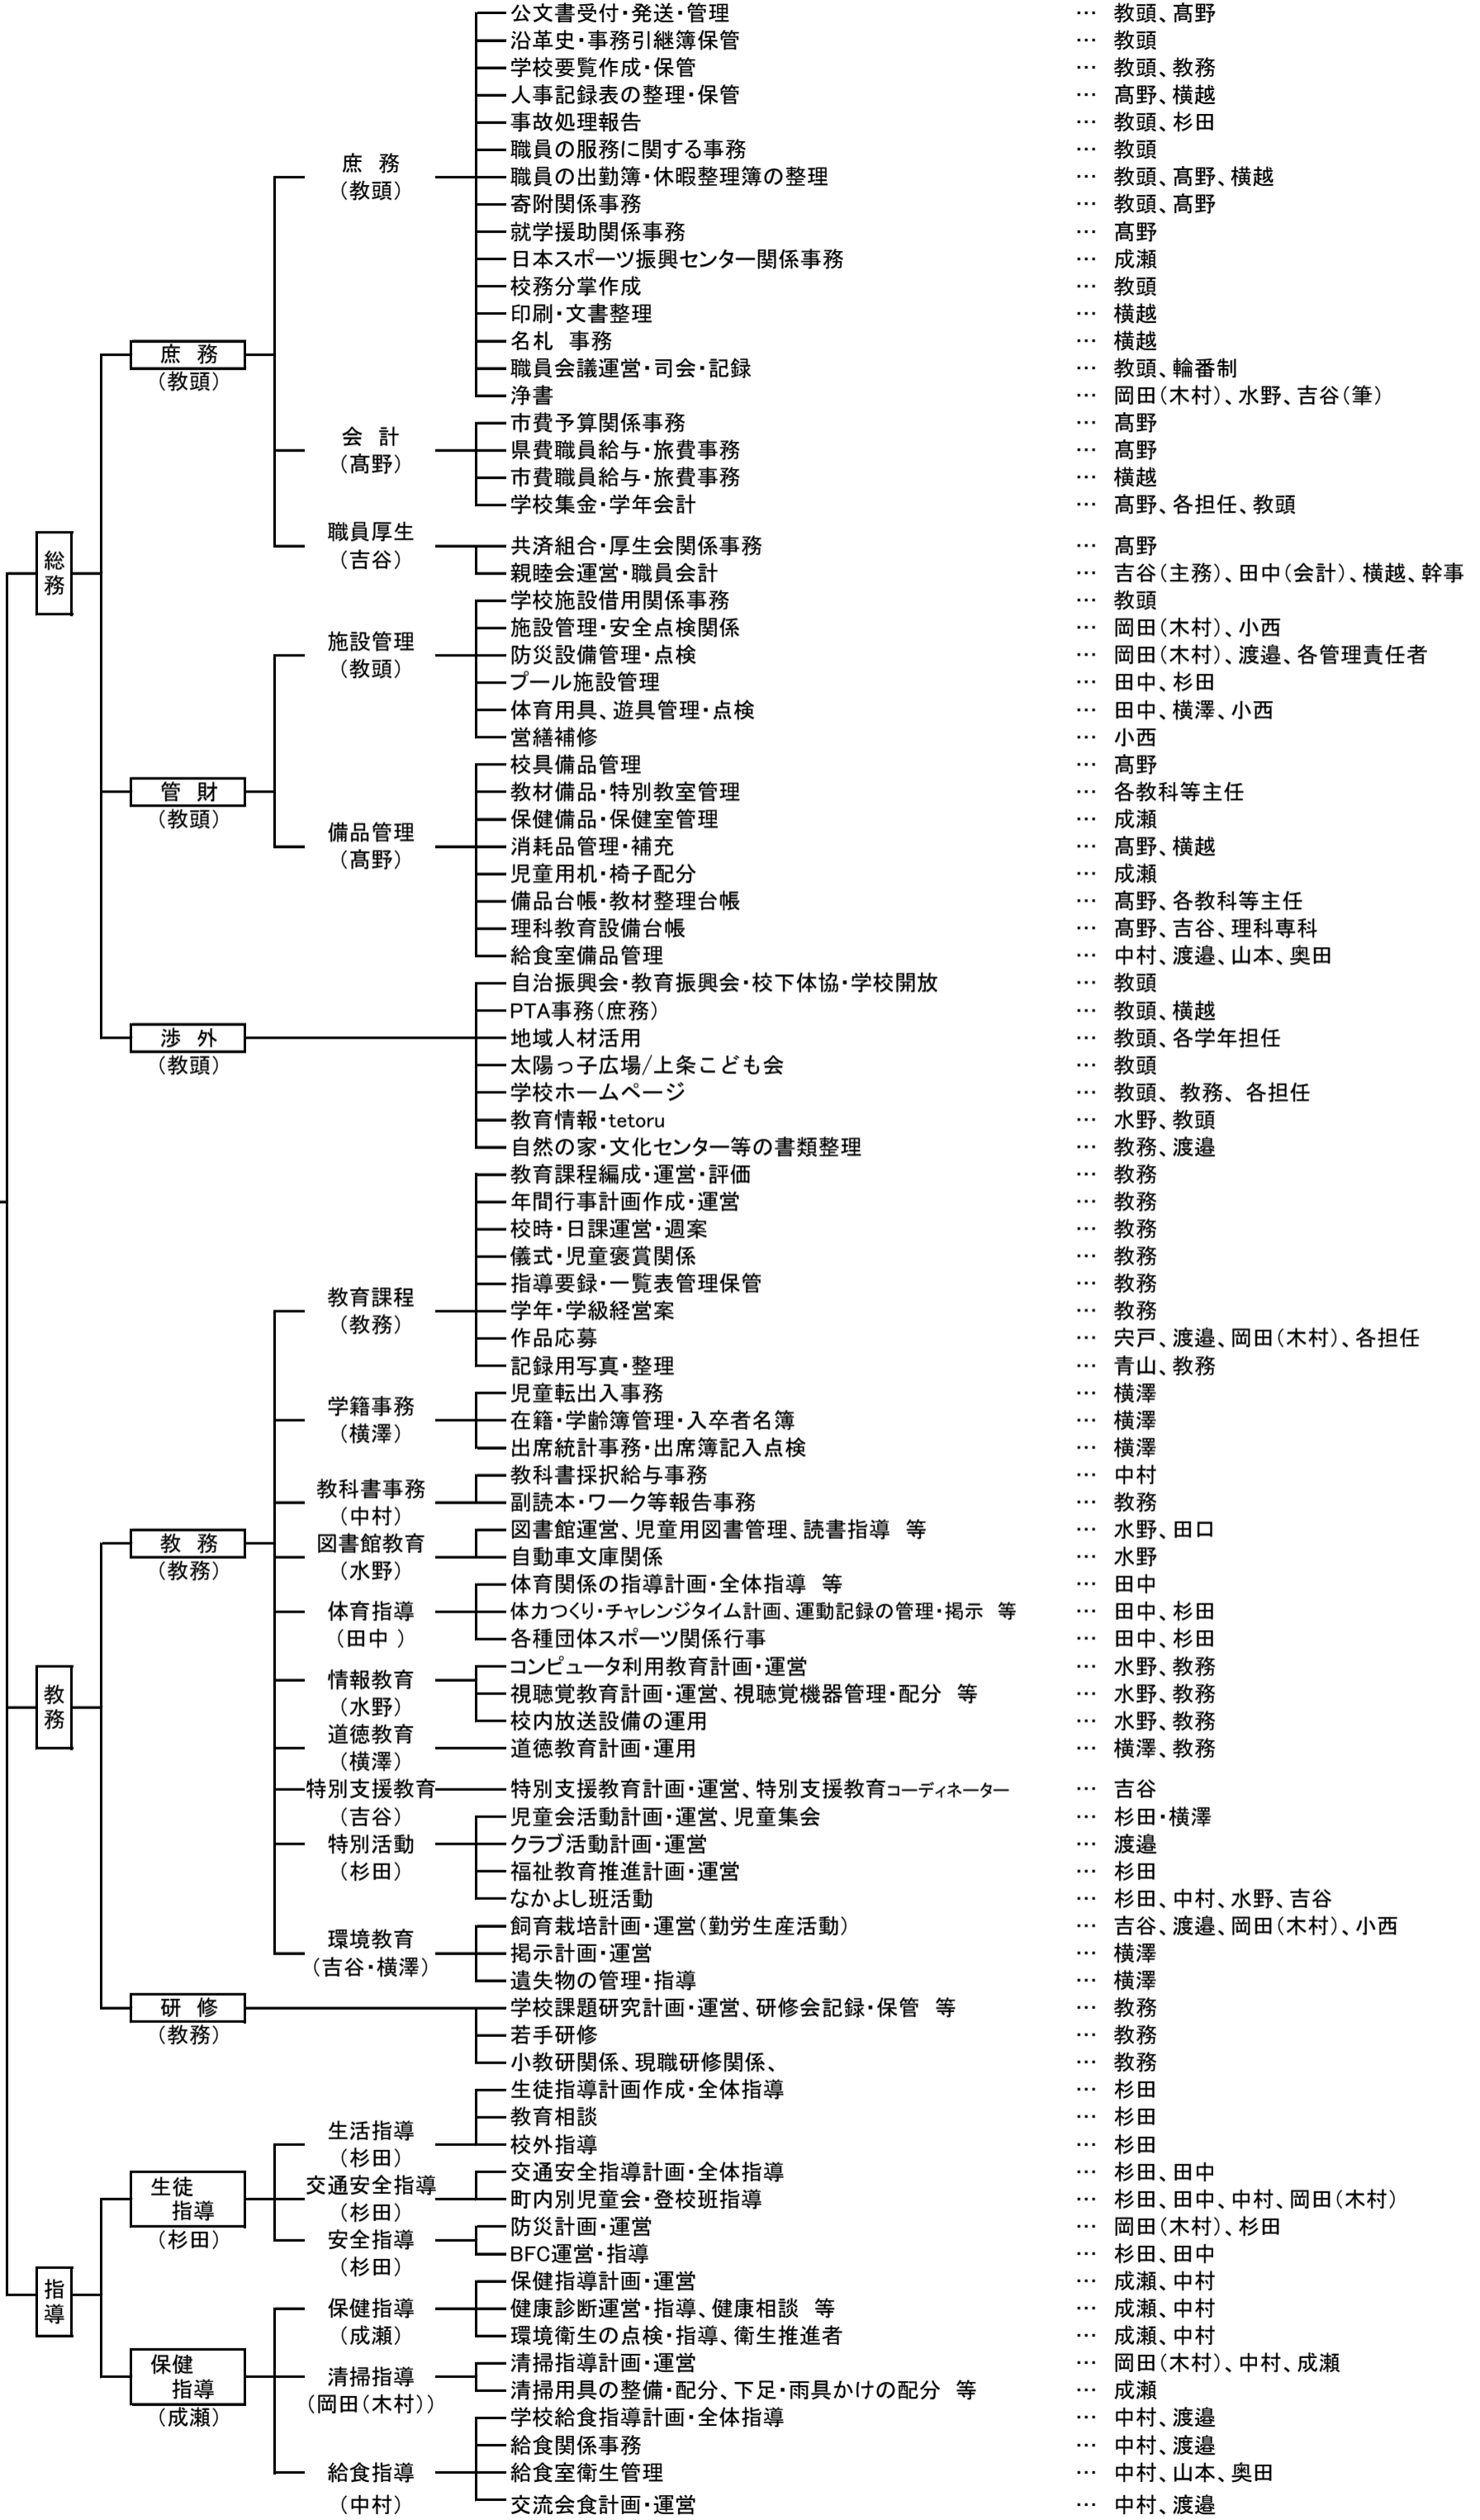 公文書受付・発送・管理 … 教頭、髙野
沿革史・事務引継簿保管 … 教頭
学校要覧作成・保管 … 教頭、教務
人事記録表の整理・保管 … 髙野、横越
事故処理報告 … 教頭、杉田
職員の服務に関する事務 … 教頭
庶　務
（教頭）
職員の出勤簿・休暇整理簿の整理 … 教頭、髙野、横越
寄附関係事務 … 教頭、髙野
就学援助関係事務 … 髙野
日本スポーツ振興センター関係事務 … 成瀬
校務分掌作成 … 教頭
印刷・文書整理 … 横越
名札　事務 … 横越
庶　務
（教頭）
職員会議運営・司会・記録 … 教頭、輪番制
浄書 … 岡田（木村）、水野、吉谷（筆）
市費予算関係事務 … 髙野
会　計
（髙野）
県費職員給与・旅費事務 … 髙野
市費職員給与・旅費事務 … 横越
学校集金・学年会計 … 髙野、各担任、教頭
職員厚生
（吉谷）
共済組合・厚生会関係事務 … 髙野
総務
親睦会運営・職員会計 … 吉谷（主務）、田中（会計）、横越、幹事
学校施設借用関係事務 … 教頭
施設管理・安全点検関係 … 岡田（木村）、小西
施設管理
（教頭）
防災設備管理・点検 … 岡田（木村）、渡邉、各管理責任者
プール施設管理 … 田中、杉田
体育用具、遊具管理・点検 … 田中、横澤、小西
営繕補修 … 小西
校具備品管理 … 髙野
管　財
（教頭）
教材備品・特別教室管理 … 各教科等主任
保健備品・保健室管理 … 成瀬
備品管理
（髙野）
消耗品管理・補充 … 髙野、横越
児童用机・椅子配分 … 成瀬
備品台帳・教材整理台帳 … 髙野、各教科等主任
理科教育設備台帳 … 髙野、吉谷、理科専科
給食室備品管理 … 中村、渡邉、山本、奥田
自治振興会・教育振興会・校下体協・学校開放 … 教頭
PTA事務（庶務） … 教頭、横越
渉　外
（教頭）
地域人材活用 … 教頭、各学年担任
太陽っ子広場/上条こども会 … 教頭
学校ホームページ … 教頭、教務、各担任
教育情報・tetoru … 水野、教頭
自然の家・文化センター等の書類整理 … 教務、渡邉
教育課程編成・運営・評価 … 教務
年間行事計画作成・運営 … 教務
校時・日課運営・週案 … 教務
儀式・児童褒賞関係 … 教務
指導要録・一覧表管理保管 … 教務
教育課程
（教務）
学年・学級経営案 … 教務
作品応募 … 宍戸、渡邉、岡田（木村）、各担任
記録用写真・整理 … 青山、教務
児童転出入事務 … 横澤
学籍事務
（横澤）
在籍・学齢簿管理・入卒者名簿 … 横澤
出席統計事務・出席簿記入点検 … 横澤
教科書採択給与事務 … 中村
教科書事務
（中村）
副読本・ワーク等報告事務 … 教務
教　務
（教務）
図書館運営、児童用図書管理、読書指導　等 … 水野、田口
図書館教育
（水野）
自動車文庫関係 … 水野
体育関係の指導計画・全体指導　等 … 田中
体育指導
（田中 ）
体力つくり・チャレンジタイム計画、運動記録の管理・掲示　等 … 田中、杉田
各種団体スポーツ関係行事 … 田中、杉田
コンピュータ利用教育計画・運営 … 水野、教務
情報教育
（水野）
教務
視聴覚教育計画・運営、視聴覚機器管理・配分　等 … 水野、教務
校内放送設備の運用 … 水野、教務
道徳教育
（横澤）
道徳教育計画・運用 … 横澤、教務
特別支援教育
（吉谷）
特別支援教育計画・運営、特別支援教育コーディネーター … 吉谷
児童会活動計画・運営、児童集会 … 杉田・横澤
特別活動
（杉田）
クラブ活動計画・運営 … 渡邉
福祉教育推進計画・運営 … 杉田
なかよし班活動 … 杉田、中村、水野、吉谷
飼育栽培計画・運営（勤労生産活動） … 吉谷、渡邉、岡田（木村）、小西
環境教育
（吉谷・横澤）
掲示計画・運営 … 横澤
遺失物の管理・指導 … 横澤
研　修
（教務）
学校課題研究計画・運営、研修会記録・保管　等 … 教務
若手研修 … 教務
小教研関係、現職研修関係、 … 教務
生徒指導計画作成・全体指導 … 杉田
教育相談 … 杉田
生活指導
（杉田）
校外指導 … 杉田
交通安全指導計画・全体指導 … 杉田、田中
生徒
指導
（杉田）
交通安全指導
（杉田）
町内別児童会・登校班指導 … 杉田、田中、中村、岡田（木村）
防災計画・運営 … 岡田（木村）、杉田
安全指導
（杉田）
BFC運営・指導 … 杉田、田中
指導
保健指導計画・運営 … 成瀬、中村
保健指導
（成瀬）
健康診断運営・指導、健康相談　等 … 成瀬、中村
環境衛生の点検・指導、衛生推進者 … 成瀬、中村
保健
指導
（成瀬）
清掃指導計画・運営 … 岡田（木村）、中村、成瀬
清掃指導
（岡田（木村））
清掃用具の整備・配分、下足・雨具かけの配分　等 … 成瀬
学校給食指導計画・全体指導 … 中村、渡邉
給食関係事務 … 中村、渡邉
給食指導
（中村）
給食室衛生管理 … 中村、山本、奥田
交流会食計画・運営 … 中村、渡邉